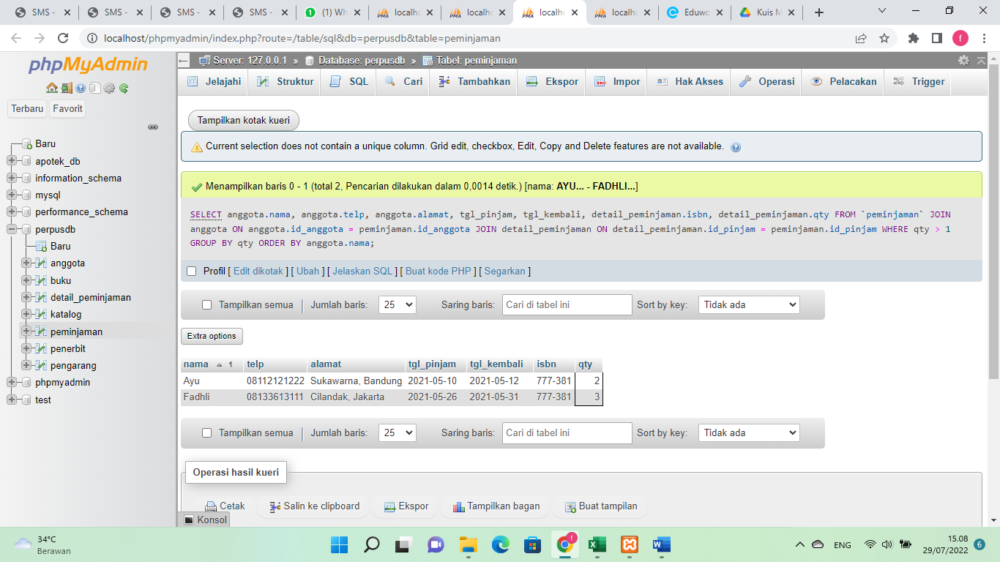 SMS - SMS - SMS - SMS - (1) Wh localho localho localho localho Eduwo Kuis M
localhost/phpmyadmin/index.php?route=/table/sql&db=perpusdb&table=peminjaman
phpMyAdmin
Terbaru Favorit
Baru
apotek_db
information_schema
mysql
performance_schema
perpusdb
Baru
anggota
buku
detail_peminjaman
katalog
peminjaman
penerbit
pengarang
phpmyadmin
test
Server: 127.0.0.1 » Database: perpusdb » Tabel: peminjaman
Jelajahi Struktur SQL Cari Tambahkan Ekspor Impor Hak Akses Operasi Pelacakan Trigger
Tampilkan kotak kueri
Current selection does not contain a unique column. Grid edit, checkbox, Edit, Copy and Delete features are not available.
Menampilkan baris 0 - 1 (total 2, Pencarian dilakukan dalam 0,0014 detik.) [nama: AYU... - FADHLI...]
SELECT anggota.nama, anggota.telp, anggota.alamat, tgl_pinjam, tgl_kembali, detail_peminjaman.isbn, detail_peminjaman.qty FROM `peminjaman` JOIN
anggota ON anggota.id_anggota = peminjaman.id_anggota JOIN detail_peminjaman ON detail_peminjaman.id_pinjam = peminjaman.id_pinjam WHERE qty > 1
GROUP BY qty ORDER BY anggota.nama;
Profil [ Edit dikotak ] [ Ubah ] [ Jelaskan SQL ] [ Buat kode PHP ] [ Segarkan ]
Tampilkan semua | Jumlah baris: 25 Saring baris: Cari di tabel ini Sort by key: Tidak ada
Extra options
nama 1 telp alamat tgl_pinjam tgl_kembali isbn qty
Ayu 08112121222 Sukawarna, Bandung 2021-05-10 2021-05-12 777-381 2
Fadhli 08133613111 Cilandak, Jakarta 2021-05-26 2021-05-31 777-381 3
Tampilkan semua | Jumlah baris: 25 Saring baris: Cari di tabel ini Sort by key: Tidak ada
Operasi hasil kueri
Cetak Salin ke clipboard Ekspor Tampilkan bagan Buat tampilan
Konsol
34°C
Berawan
ENG
15.08
29/07/2022
6